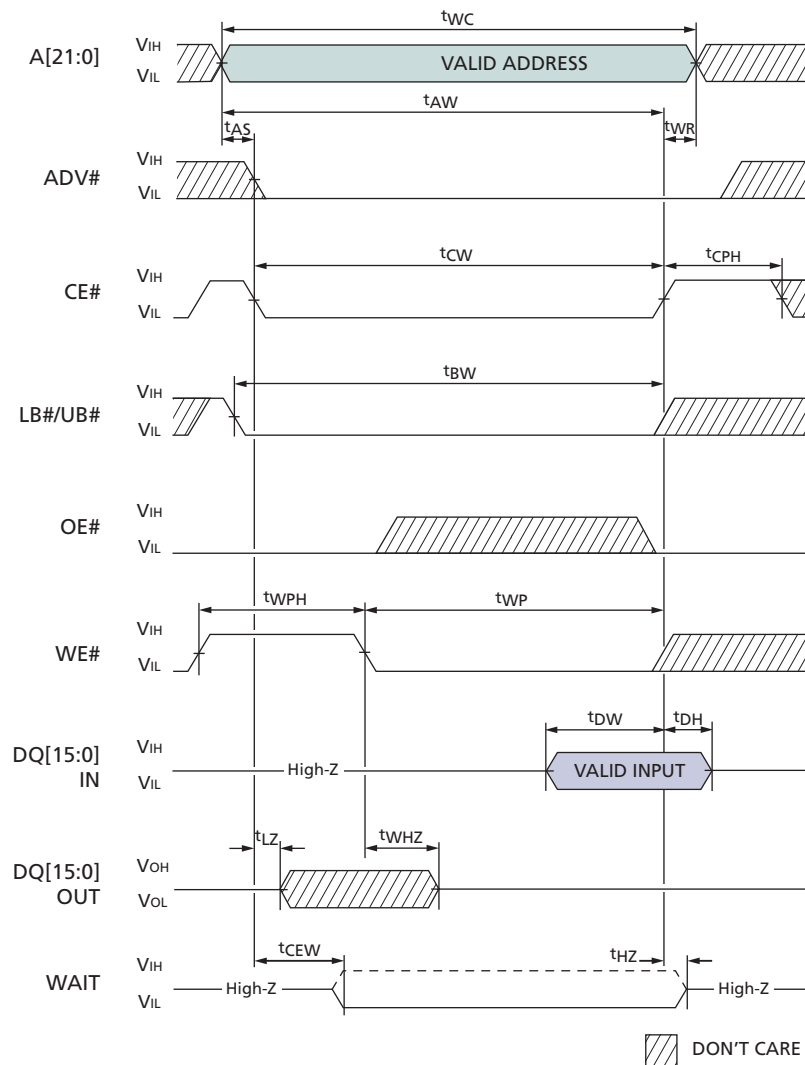 tWC
A[21:0] VIH VIL VALID ADDRESS
tAW
tAS tWR
ADV# VIH VIL
tCW tCPH
CE# VIH VIL
tBW
LB#/UB# VIH VIL
OE# VIH VIL
tWPH tWP
WE# VIH VIL
tDW tDH
DQ[15:0] IN VIH VIL High-Z VALID INPUT
tLZ tWHZ
DQ[15:0] OUT VOH VOL
tCEW tHZ
WAIT VIH VIL High-Z High-Z
DON'T CARE